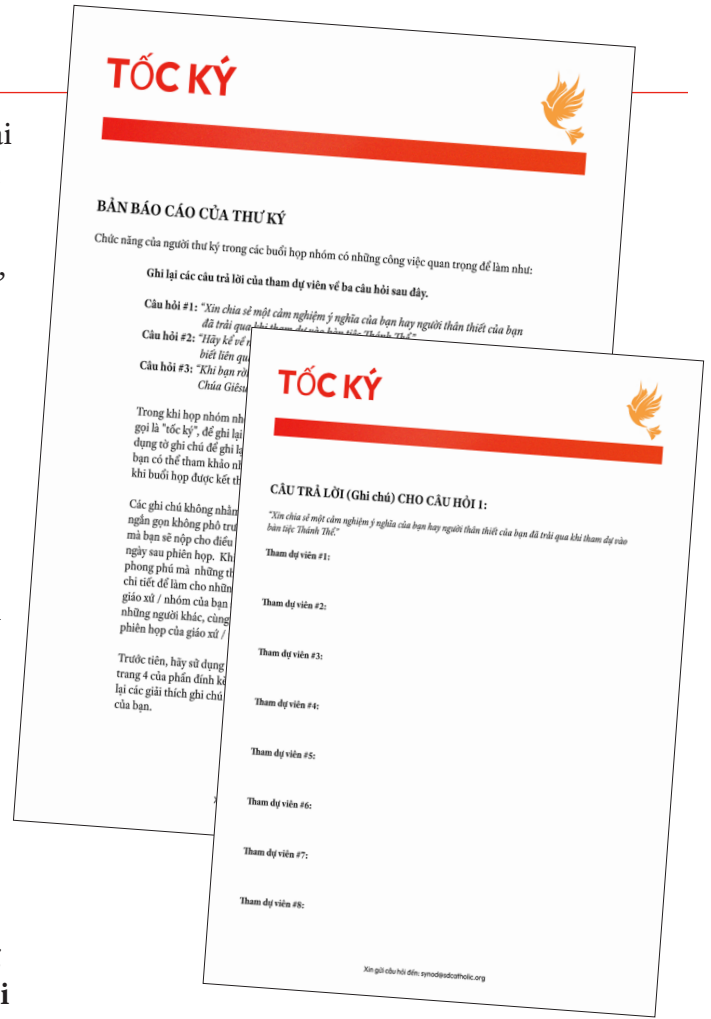 ại
,
i
TỐC KÝ
BẢN BÁO CÁO CỦA THƯ KÝ
Chức năng của người thư ký trong các buổi họp nhóm có những công việc quan trọng để làm như:
Ghi lại các câu trả lời của tham dự viên về ba câu hỏi sau đây.
Câu hỏi #1: “Xin chia sẻ một cảm nghiệm ý nghĩa của bạn hay người thân thiết của bạn
đã trải qua khi tham dự vào bàn tiệc Thánh Thể.”
Câu hỏi #2: “Hãy kể về
biết liên
Câu hỏi #3: “Khi bạn
Chúa Giêsu
Trong khi họp nhóm
gọi là "tốc ký", để ghi lại
dụng tờ ghi chú để ghi
bạn có thể tham khảo
khi buổi họp được kết
Các ghi chú không
ngắn gọn không phô
mà bạn sẽ nộp cho điều
ngày sau phiên họp. Kh
phong phú mà những
chi tiết để làm cho
giáo xứ / nhóm của bạn
những người khác, cùng
phiên họp của giáo xứ /
Trước tiên, hãy sử dụng
trang 4 của phần đính
lại các giải thích ghi chú
của bạn.
TỐC KÝ
CÂU TRẢ LỜI (Ghi chú) CHO CÂU HỎI 1:
“Xin chia sẻ một cảm nghiệm ý nghĩa của bạn hay người thân thiết của bạn đã trải qua khi tham dự vào
bàn tiệc Thánh Thể.”
Tham dự viên #1:
Tham dự viên #2:
Tham dự viên #3:
Tham dự viên #4:
Tham dự viên #5:
Tham dự viên #6:
Tham dự viên #7:
Tham dự viên #8:
Xin gửi câu hỏi đến: synod@sdcatholic.org